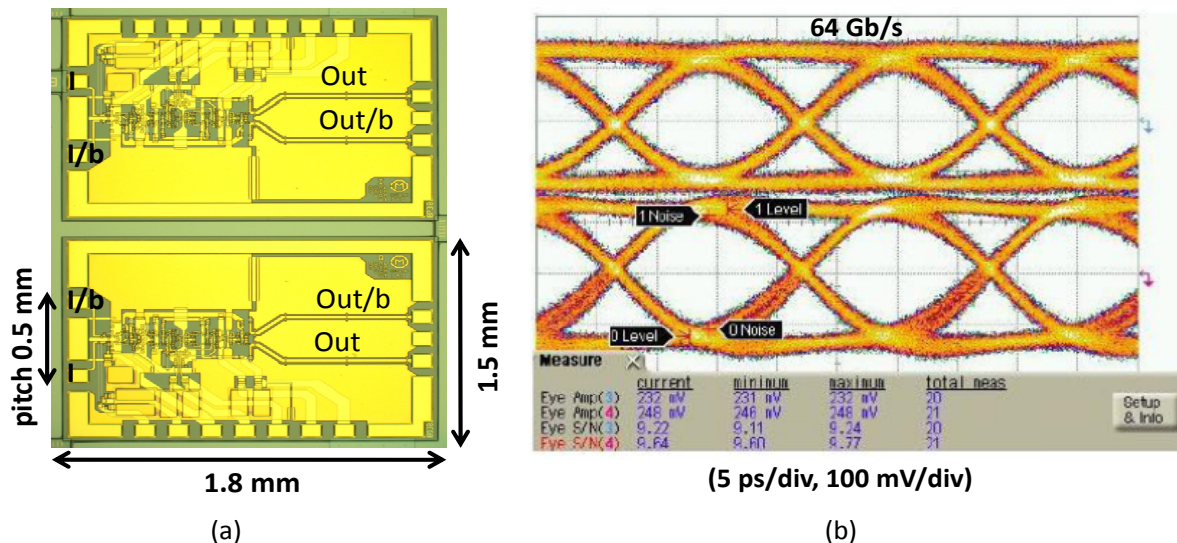 I
I/b
Out
Out/b
I/b
I
Out/b
Out
pitch 0.5 mm
1.5 mm
1.8 mm
(a)
64 Gb/s
1 Noise
1 Level
0 Level
0 Noise
Measure
current minimum maximum total meas
Eye Amp(3) 232 mV 231 mV 232 mV 20
Eye Amp(4) 248 mV 246 mV 248 mV 21
Eye S/N(3) 9.22 9.11 9.24 20
Eye S/N(4) 9.64 9.60 9.77 21
Setup
& Info
(5 ps/div, 100 mV/div)
(b)